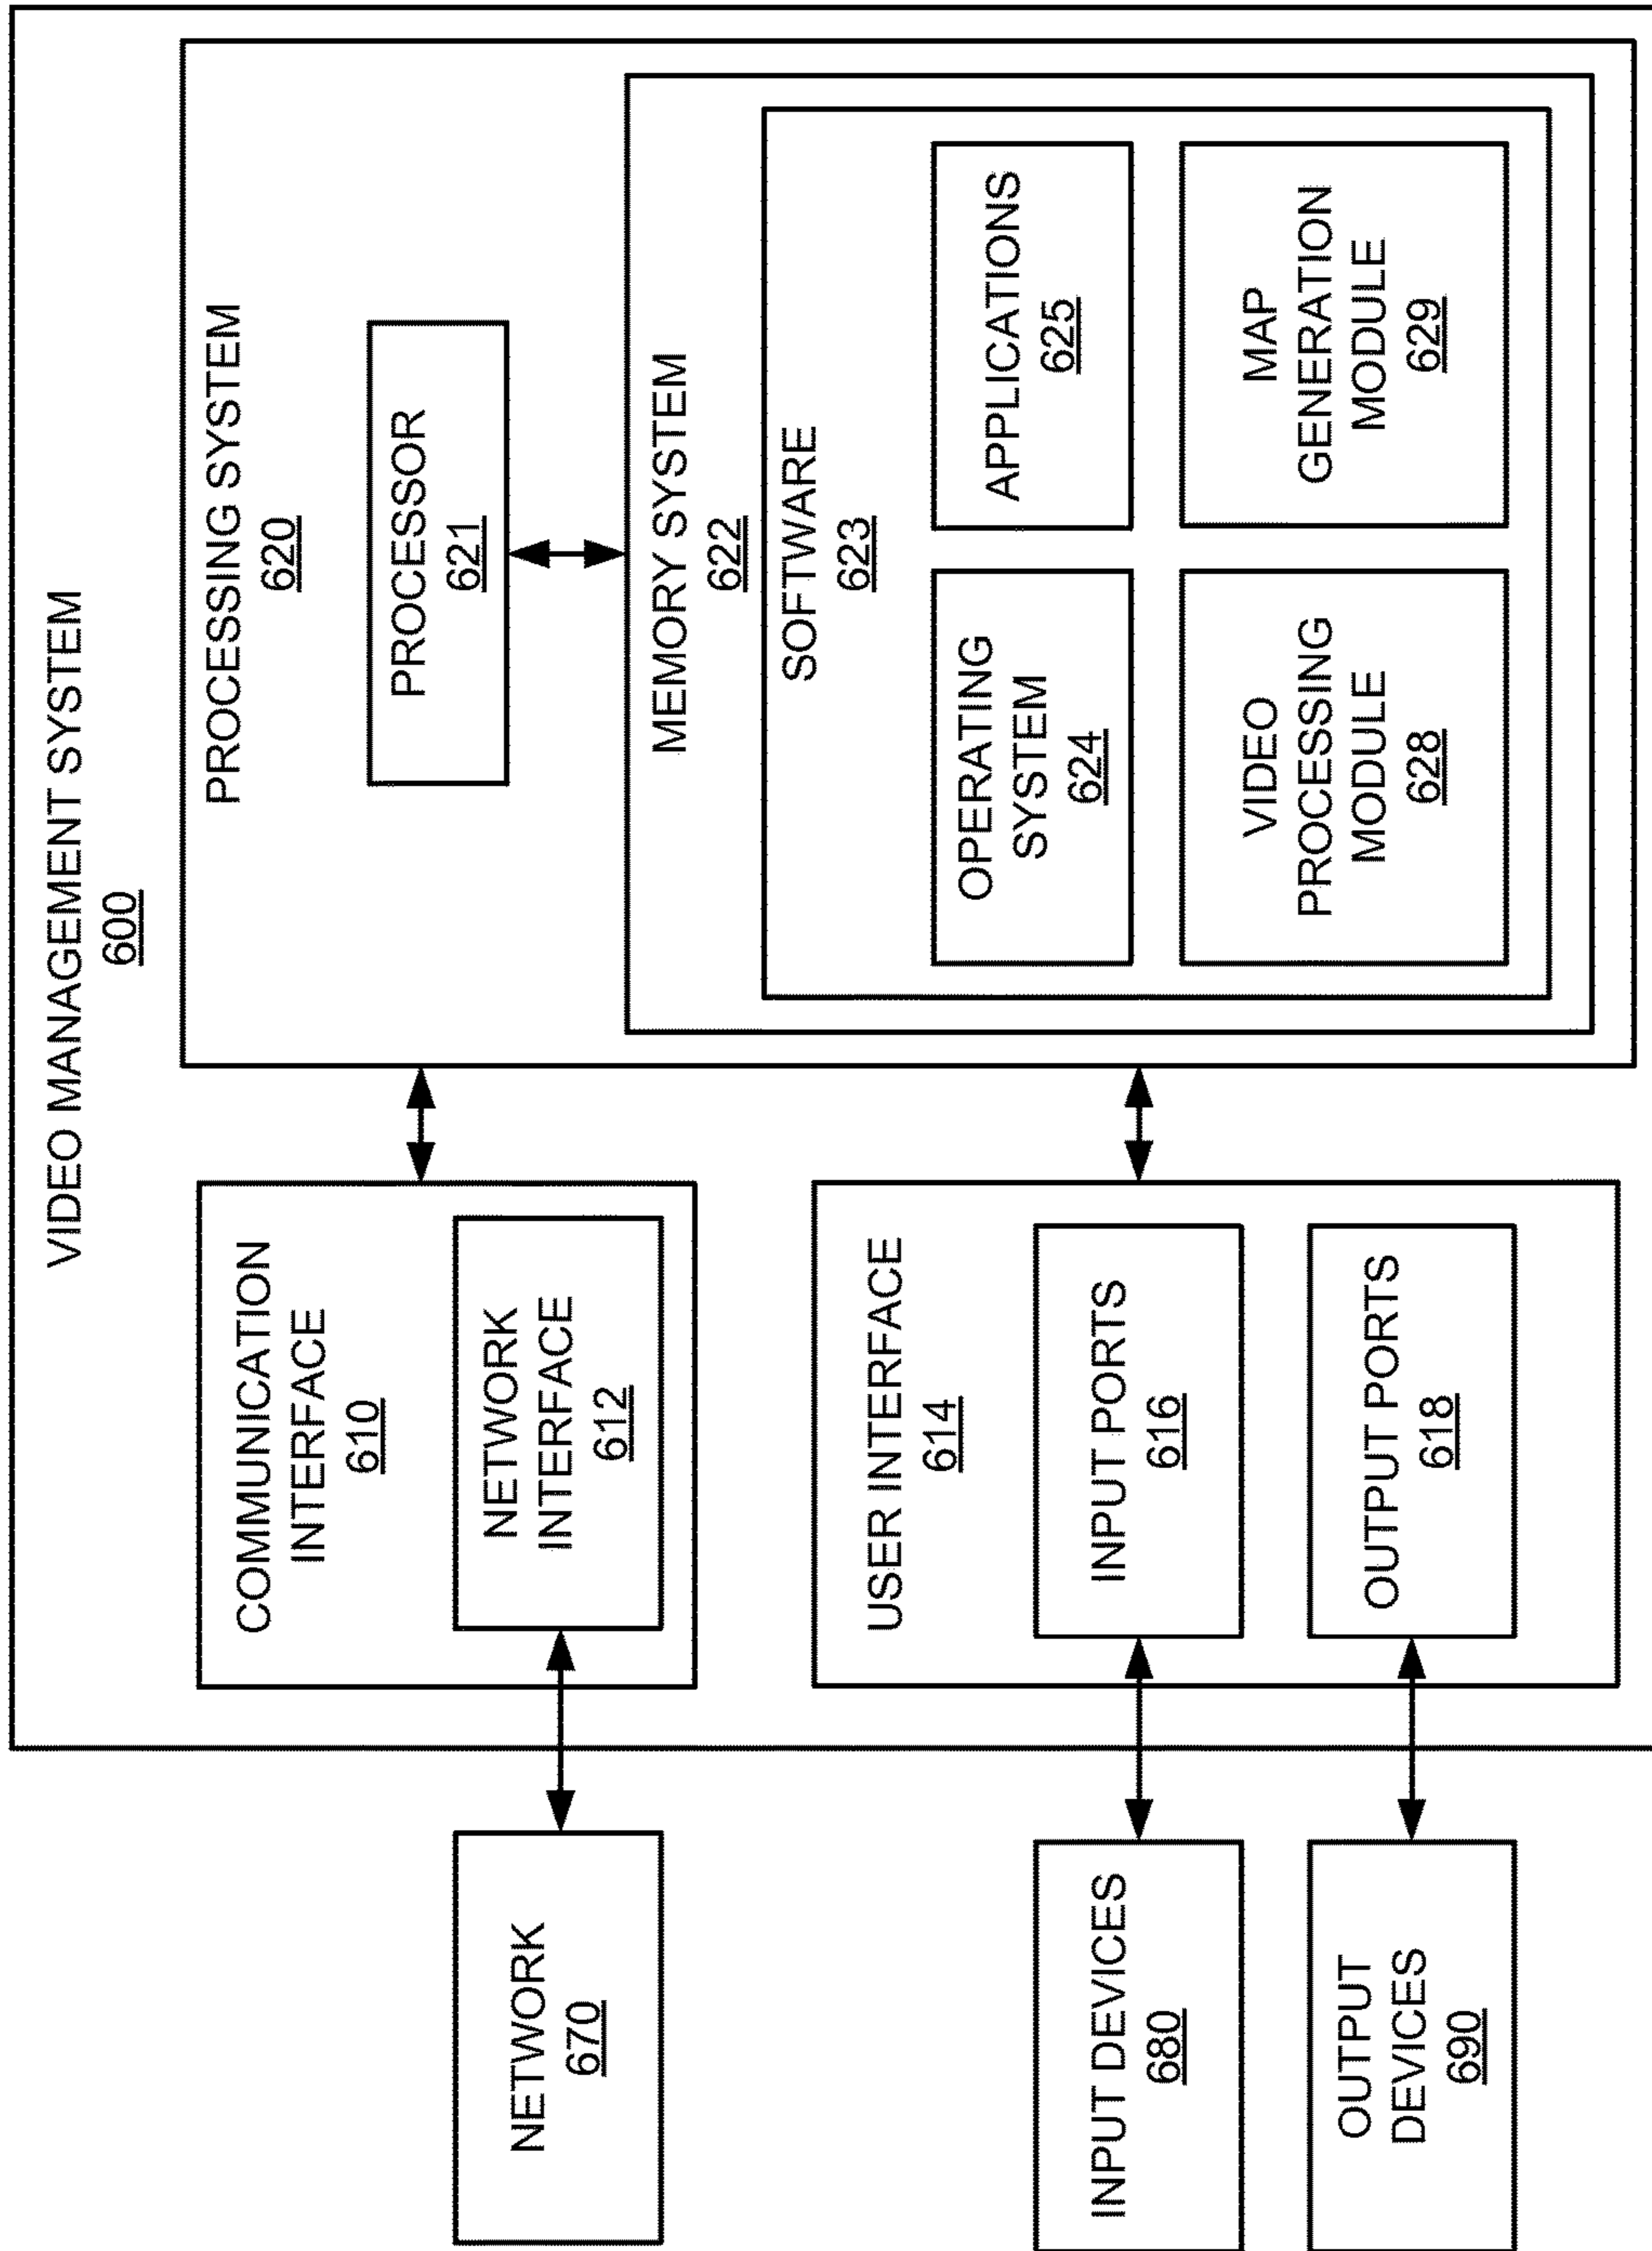 VIDEO MANAGEMENT SYSTEM
600
NETWORK
670
COMMUNICATION
INTERFACE
610
NETWORK
INTERFACE
612
INPUT DEVICES
680
OUTPUT
DEVICES
690
USER INTERFACE
614
INPUT PORTS
616
OUTPUT PORTS
618
PROCESSING SYSTEM
620
PROCESSOR
621
MEMORY SYSTEM
622
SOFTWARE
623
OPERATING
SYSTEM
624
APPLICATIONS
625
VIDEO
PROCESSING
MODULE
628
MAP
GENERATION
MODULE
629